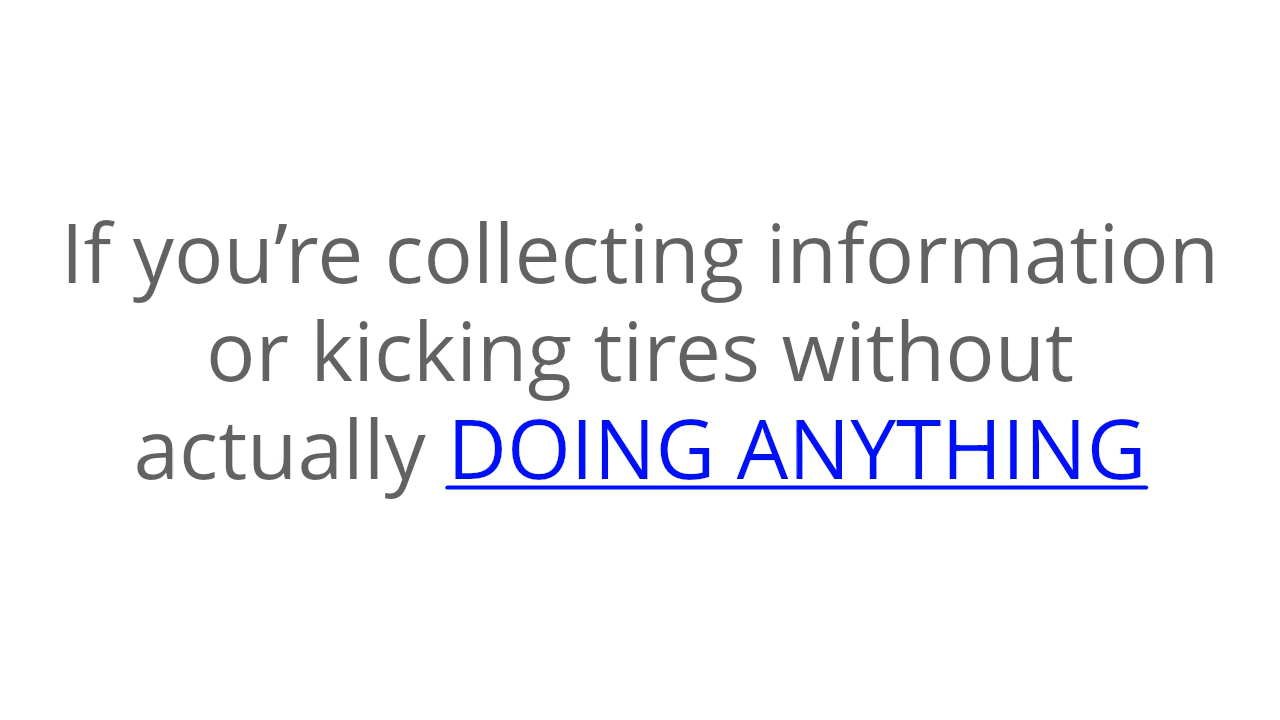 If you’re collecting information
or kicking tires without
actually DOING ANYTHING